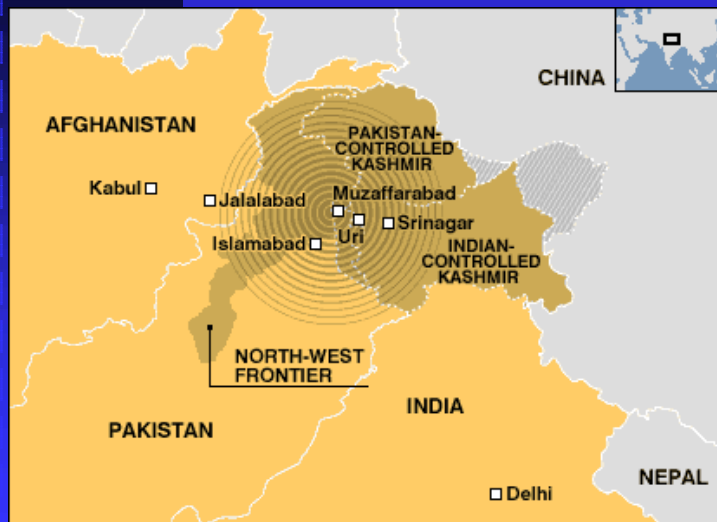 CHINA
AFGHANISTAN
PAKISTAN-
CONTROLLED
KASHMIR
Kabul
Jalalabad
Muzaffarabad
Srinagar
Uri
Islamabad
INDIAN-
CONTROLLED
KASHMIR
NORTH-WEST
FRONTIER
INDIA
PAKISTAN
NEPAL
Delhi